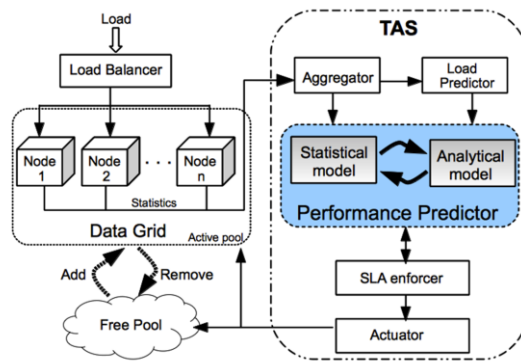 Load
Load Balancer
Node
1
Node
2
. . .
Node
n
Statistics
Data Grid
Active pool
Add
Remove
Free Pool
TAS
Aggregator
Load
Predictor
Statistical
model
Analytical
model
Performance Predictor
SLA enforcer
Actuator